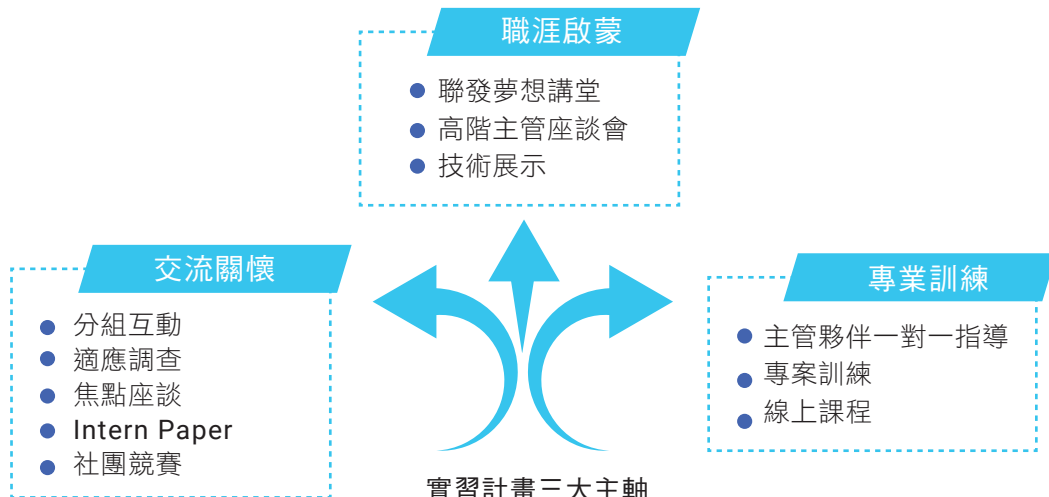 職涯啟蒙
聯發夢想講堂
高階主管座談會
技術展示
交流關懷
分組互動
適應調查
焦點座談
Intern Paper
社團競賽
專業訓練
主管夥伴一對一指導
專案訓練
線上課程
實習計畫三大主軸